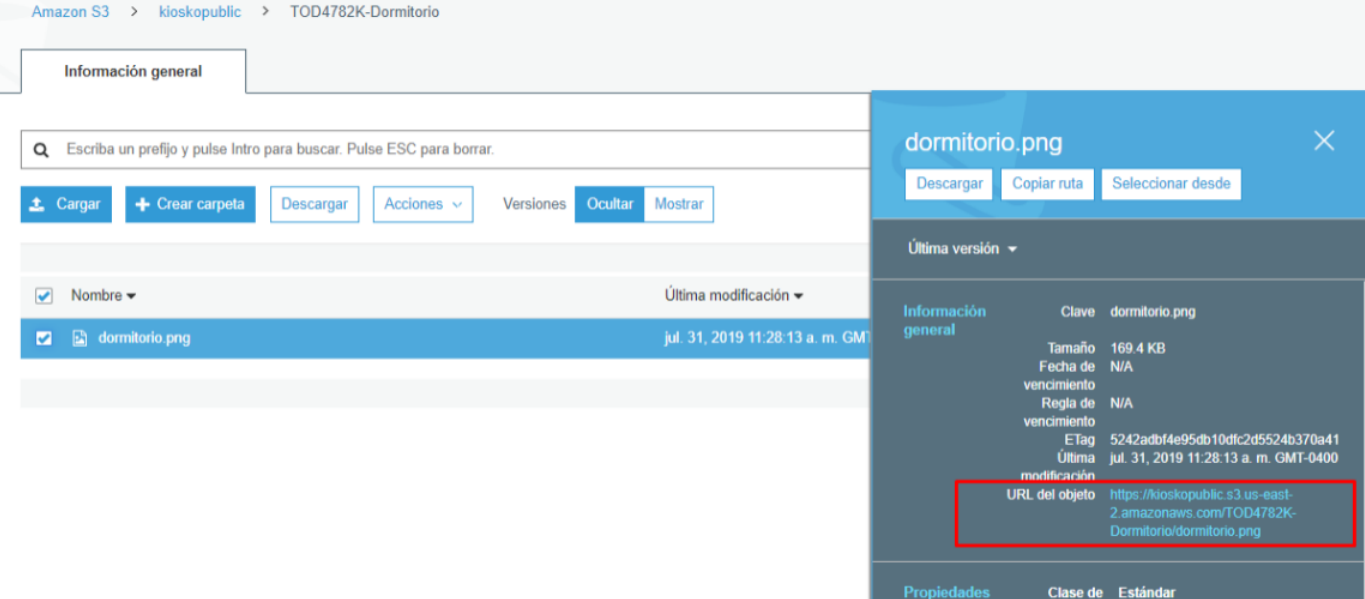 Amazon S3 > kioskopublic > TOD4782K-Dormitorio
Información general
Escriba un prefijo y pulse Intro para buscar. Pulse ESC para borrar.
Cargar + Crear carpeta Descargar Acciones Versiones Ocultar Mostrar
Nombre Última modificación
dormitorio.png jul. 31, 2019 11:28:13 a. m. GMT
dormitorio.png
Descargar Copiar ruta Seleccionar desde
Última versión
Información general
Clave dormitorio.png
Tamaño 169.4 KB
Fecha de vencimiento N/A
Regla de vencimiento N/A
ETag 5242adbf4e95db10dfc2d5524b370a41
Última modificación jul. 31, 2019 11:28:13 a. m. GMT-0400
URL del objeto https://kioskopublic.s3.us-east-
2.amazonaws.com/TOD4782K-
Dormitorio/dormitorio.png
Propiedades Clase de Estándar